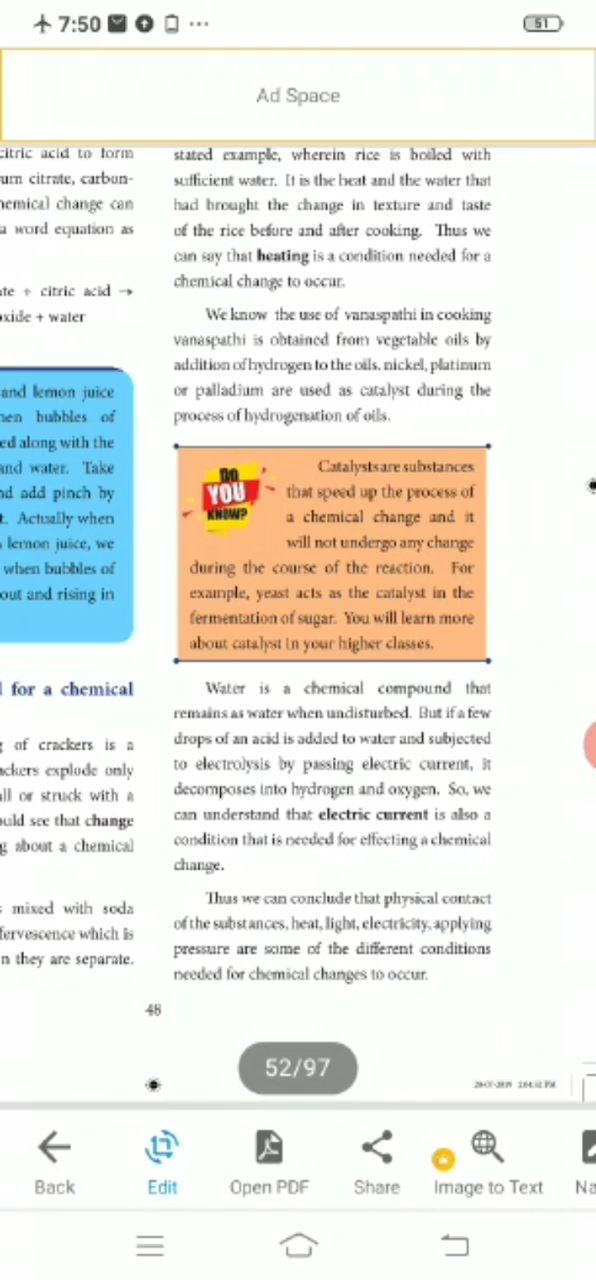 7:50
51
Ad Space
citric acid to form
um citrate, carbon-
hemical change can
a word equation as
te + citric acid →
oxide + water
and lemon juice
hen bubbles of
ed along with the
and water. Take
nd add pinch by
t. Actually when
lemon juice, we
when bubbles of
out and rising in
for a chemical
g of crackers is a
ackers explode only
all or struck with a
ould see that change
g about a chemical
mixed with soda
fervescence which is
n they are separate.
stated example, wherein rice is boiled with
sufficient water. It is the heat and the water that
had brought the change in texture and taste
of the rice before and after cooking. Thus we
can say that heating is a condition needed for a
chemical change to occur.
We know the use of vanaspathi in cooking
vanaspathi is obtained from vegetable oils by
addition of hydrogen to the oils. nickel, platinum
or palladium are used as catalyst during the
process of hydrogenation of oils.
DO
YOU
KNOW?
Catalysts are substances
that speed up the process of
a chemical change and it
will not undergo any change
during the course of the reaction. For
example, yeast acts as the catalyst in the
fermentation of sugar. You will learn more
about catalyst in your higher classes.
Water is a chemical compound that
remains as water when undisturbed. But if a few
drops of an acid is added to water and subjected
to electrolysis by passing electric current, it
decomposes into hydrogen and oxygen. So, we
can understand that electric current is also a
condition that is needed for effecting a chemical
change.
Thus we can conclude that physical contact
of the substances, heat, light, electricity, applying
pressure are some of the different conditions
needed for chemical changes to occur.
48
52/97
Back
Edit
Open PDF
Share
Image to Text
Na